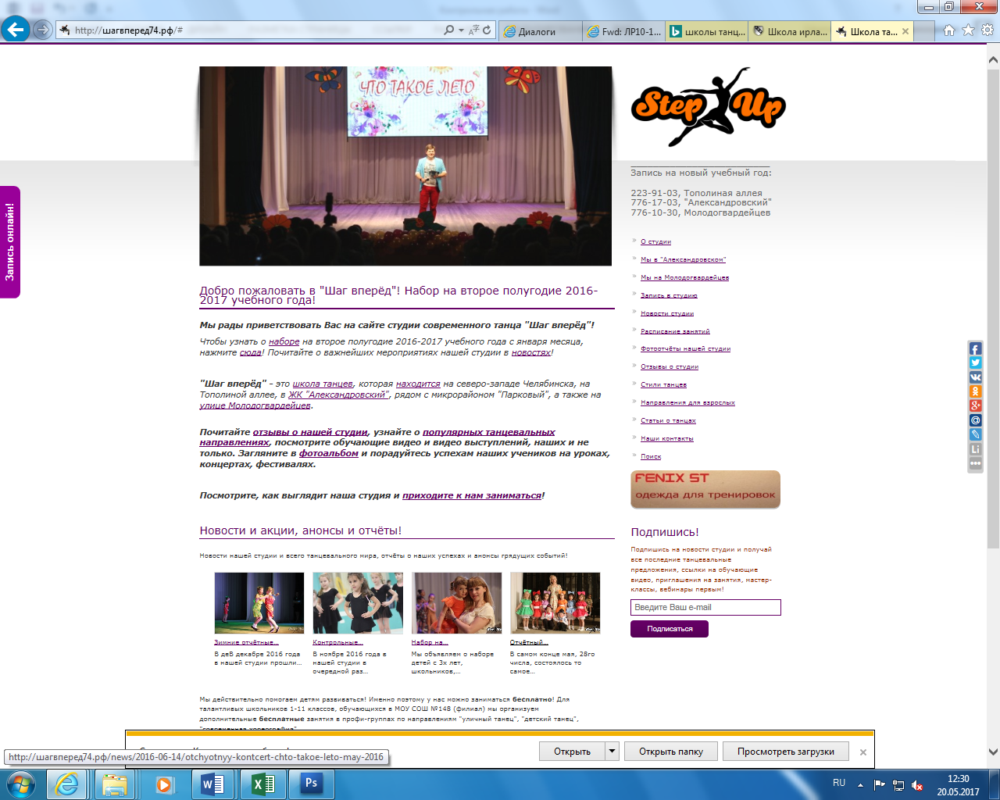 http://шагвперед74.рф/#
Диалоги
Fwd: ЛР10-1...
школы танц...
Школа ирла...
Школа та...
ЧТО ТАКОЕ ЛЕТО
Step Up
Запись онлайн!
Запись на новый учебный год:
223-91-03, Тополиная аллея
776-17-03, "Александровский"
776-10-30, Молодогвардейцев
О студии
Мы в "Александровском"
Мы на Молодогвардейцев
Запись в студию
Новости студии
Расписание занятий
Фотоотчёты нашей студии
Отзывы о студии
Стили танцев
Направления для взрослых
Статьи о танцах
Наши контакты
Поиск
FENIX ST
одежда для тренировок
Подпишись!
Подпишись на новости студии и получай
все последние танцевальные
предложения, ссылки на обучающие
видео, приглашения на занятия, мастер-
классы, вебинары первым!
Введите Ваш e-mail
Подписаться
Добро пожаловать в "Шаг вперёд"! Набор на второе полугодие 2016-
2017 учебного года!
Мы рады приветствовать Вас на сайте студии современного танца "Шаг вперёд"!
Чтобы узнать о наборе на второе полугодие 2016-2017 учебного года с января месяца,
нажмите сюда! Почитайте о важнейших мероприятиях нашей студии в новостях!
"Шаг вперёд" - это школа танцев, которая находится на северо-западе Челябинска, на
Тополиной аллее, в ЖК "Александровский", рядом с микрорайоном "Парковый", а также на
улице Молодогвардейцев.
Почитайте отзывы о нашей студии, узнайте о популярных танцевальных
направлениях, посмотрите обучающие видео и видео выступлений, наших и не
только. Загляните в фотоальбом и порадуйтесь успехам наших учеников на уроках,
концертах, фестивалях.
Посмотрите, как выглядит наша студия и приходите к нам заниматься!
Новости и акции, анонсы и отчёты!
Новости нашей студии и всего танцевального мира, отчёты о наших успехах и анонсы грядущих событий!
Зимние отчётные...
В деВ декабре 2016 года
в нашей студии прошли...
Контрольные...
В ноябре 2016 года в
нашей студии в
очередной раз...
Набор на...
Мы объявляем о наборе
детей с 3х лет,
школьников,...
Отчётный...
В самом конце мая, 28го
числа, состоялось то
самое...
Мы действительно помогаем детям развиваться! Именно поэтому у нас можно заниматься бесплатно! Для
талантливых школьников 1-11 классов, обучающихся в МОУ СОШ №148 (филиал) мы организуем
дополнительные бесплатные занятия в профи-группах по направлениям "уличный танец", "детский танец",
"современная хореография"
Открыть
Открыть папку
Просмотреть загрузки
http://шагвперед74.рф/news/2016-06-14/otchyotnyy-kontcert-chto-takoe-leto-may-2016
Li
RU
12:30
20.05.2017